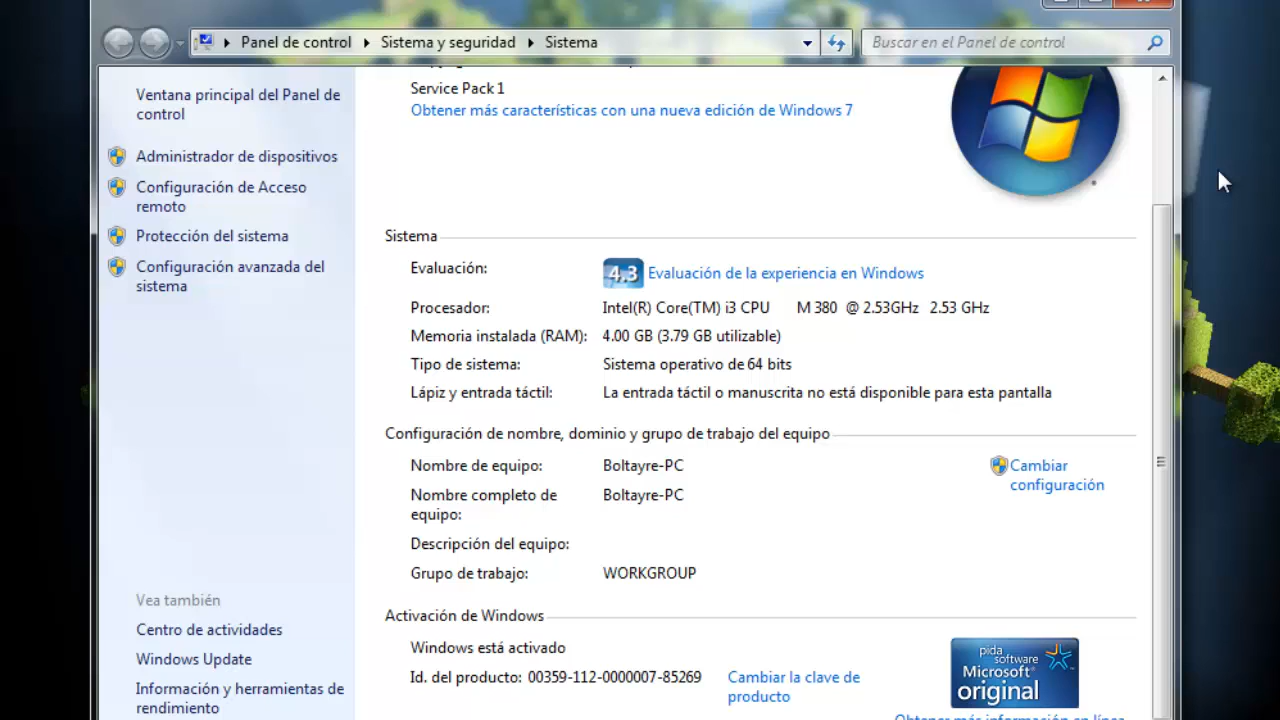 Panel de control Sistema y seguridad Sistema
Buscar en el Panel de control
Ventana principal del Panel de
control
Administrador de dispositivos
Configuración de Acceso
remoto
Protección del sistema
Configuración avanzada del
sistema
Vea también
Centro de actividades
Windows Update
Información y herramientas de
rendimiento
Service Pack 1
Obtener más características con una nueva edición de Windows 7
Sistema
Evaluación:
4.3 Evaluación de la experiencia en Windows
Procesador: Intel(R) Core(TM) i3 CPU M 380 @ 2.53GHz 2.53 GHz
Memoria instalada (RAM): 4.00 GB (3.79 GB utilizable)
Tipo de sistema: Sistema operativo de 64 bits
Lápiz y entrada táctil: La entrada táctil o manuscrita no está disponible para esta pantalla
Configuración de nombre, dominio y grupo de trabajo del equipo
Nombre de equipo: Boltayre-PC
Cambiar
configuración
Nombre completo de
equipo:
Boltayre-PC
Descripción del equipo:
Grupo de trabajo: WORKGROUP
Activación de Windows
Windows está activado
Id. del producto: 00359-112-0000007-85269
Cambiar la clave de
producto
pida
software
Microsoft
original
Obtener más información en línea